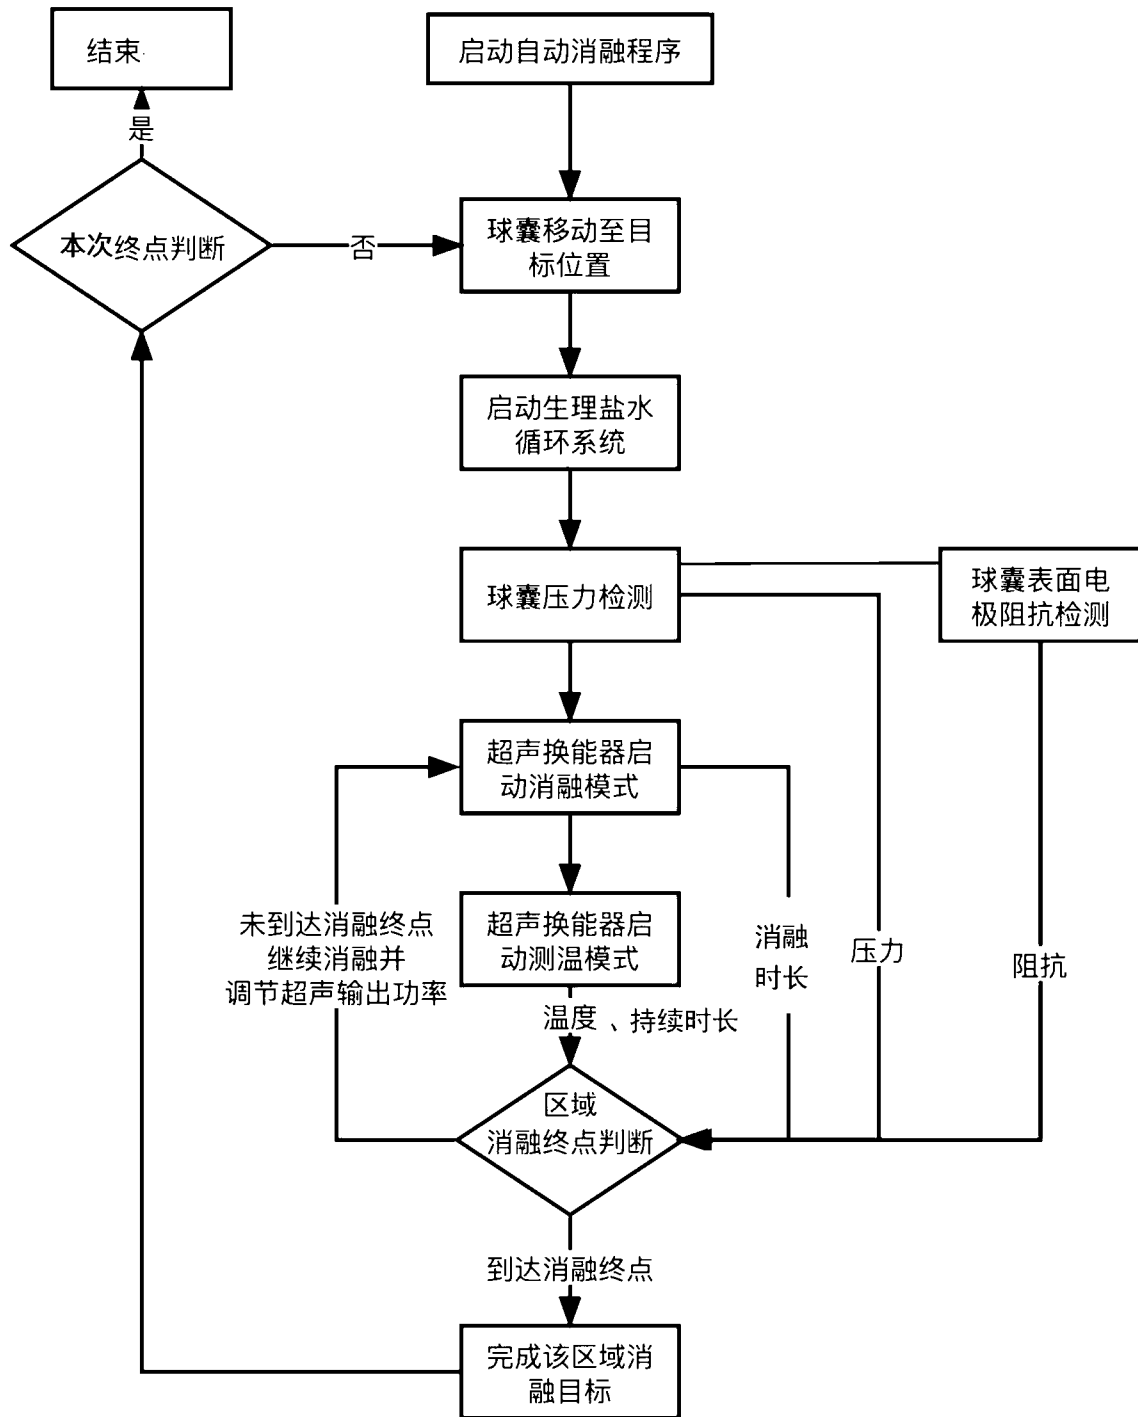 结束
启动自动消融程序
是
本次终点判断
否
球囊移动至目
标位置
启动生理盐水
循环系统
球囊压力检测
球囊表面电
极阻抗检测
超声换能器启
动消融模式
未到达消融终点
继续消融并
调节超声输出功率
超声换能器启
动测温模式
消融
时长
压力
阻抗
温度、持续时长
区域
消融终点判断
到达消融终点
完成该区域消
融目标